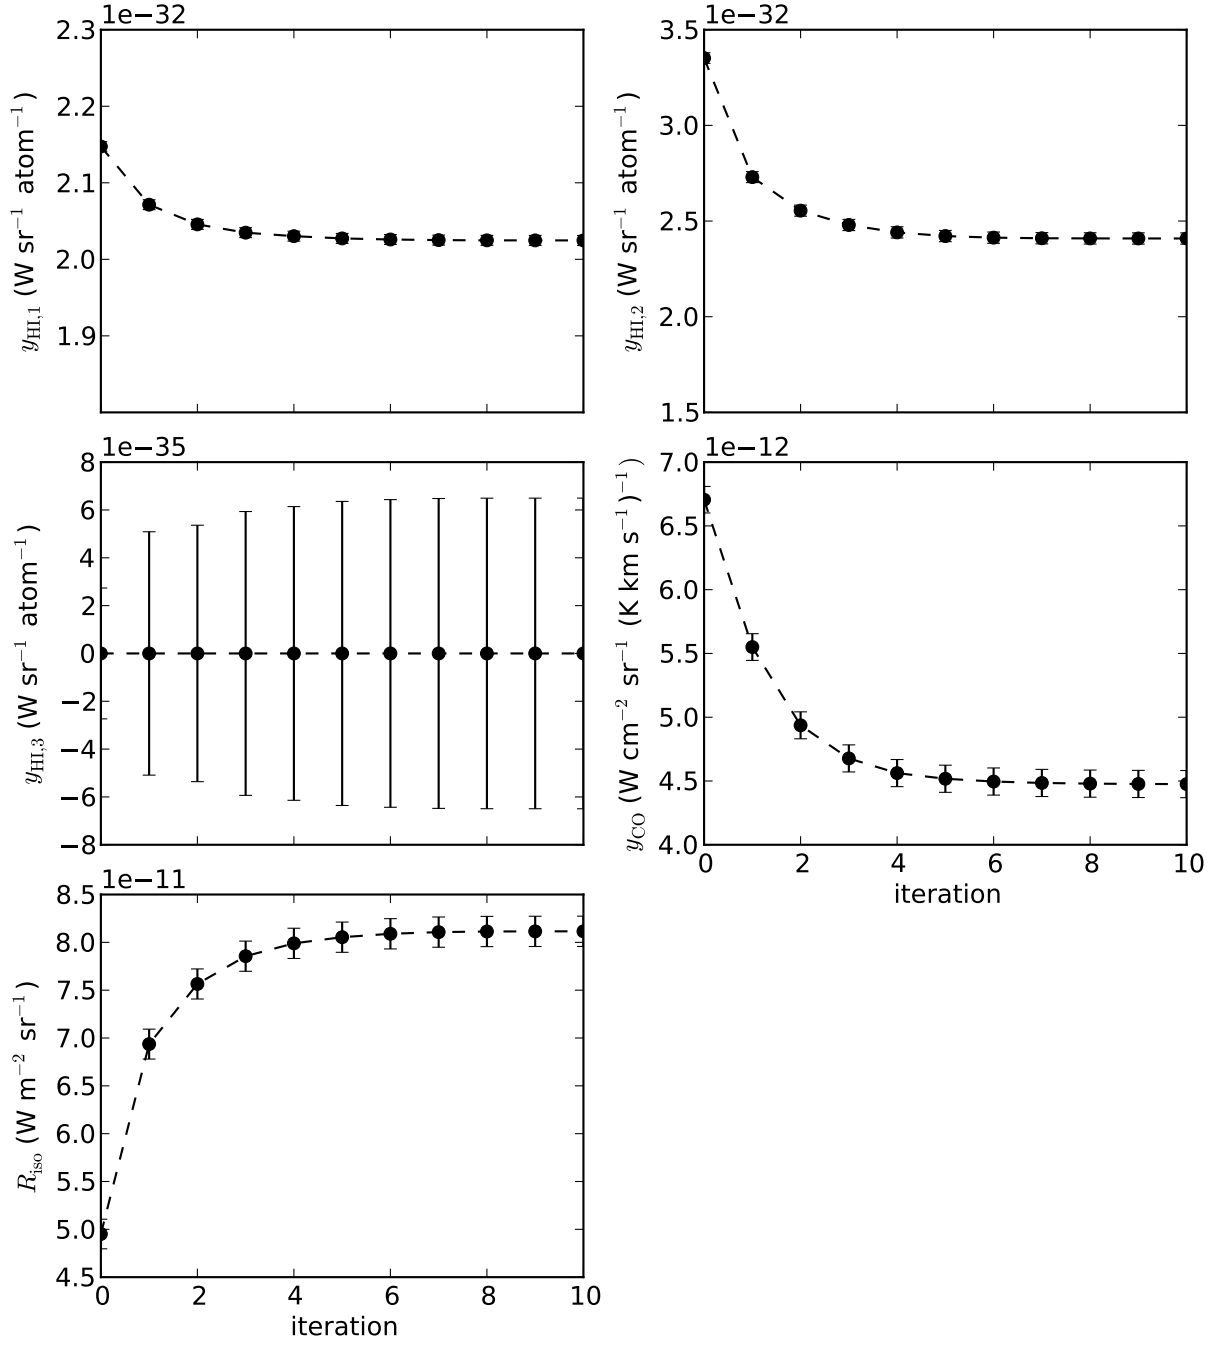 1e−32
2.3
2.2
2.1
2.0
1.9
y_HI,1 (W sr⁻¹ atom⁻¹)
1e−32
3.5
3.0
2.5
2.0
1.5
y_HI,2 (W sr⁻¹ atom⁻¹)
1e−35
8
6
4
2
0
−2
−4
−6
−8
y_HI,3 (W sr⁻¹ atom⁻¹)
1e−12
7.0
6.5
6.0
5.5
5.0
4.5
4.0
y_CO (W cm⁻² sr⁻¹ (K km s⁻¹)⁻¹)
0 2 4 6 8 10
iteration
1e−11
8.5
8.0
7.5
7.0
6.5
6.0
5.5
5.0
4.5
R_iso (W m⁻² sr⁻¹)
0 2 4 6 8 10
iteration